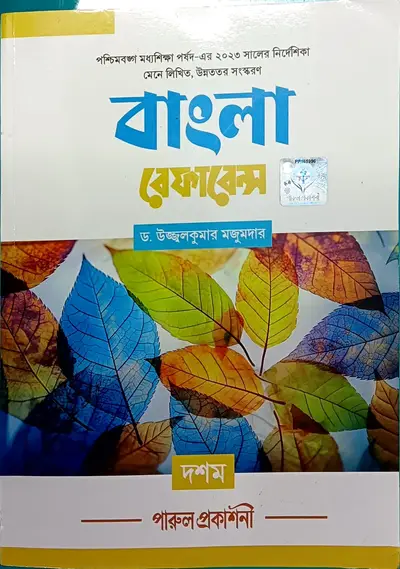 পশ্চিমবঙ্গ মধ্যশিক্ষা পর্ষদ-এর ২০২৩ সালের নির্দেশিকা
মেনে লিখিত, উন্নততর সংস্করণ
বাংলা
রেফারেন্স
ড. উজ্জ্বলকুমার মজুমদার
দশম
পারুল প্রকাশনী